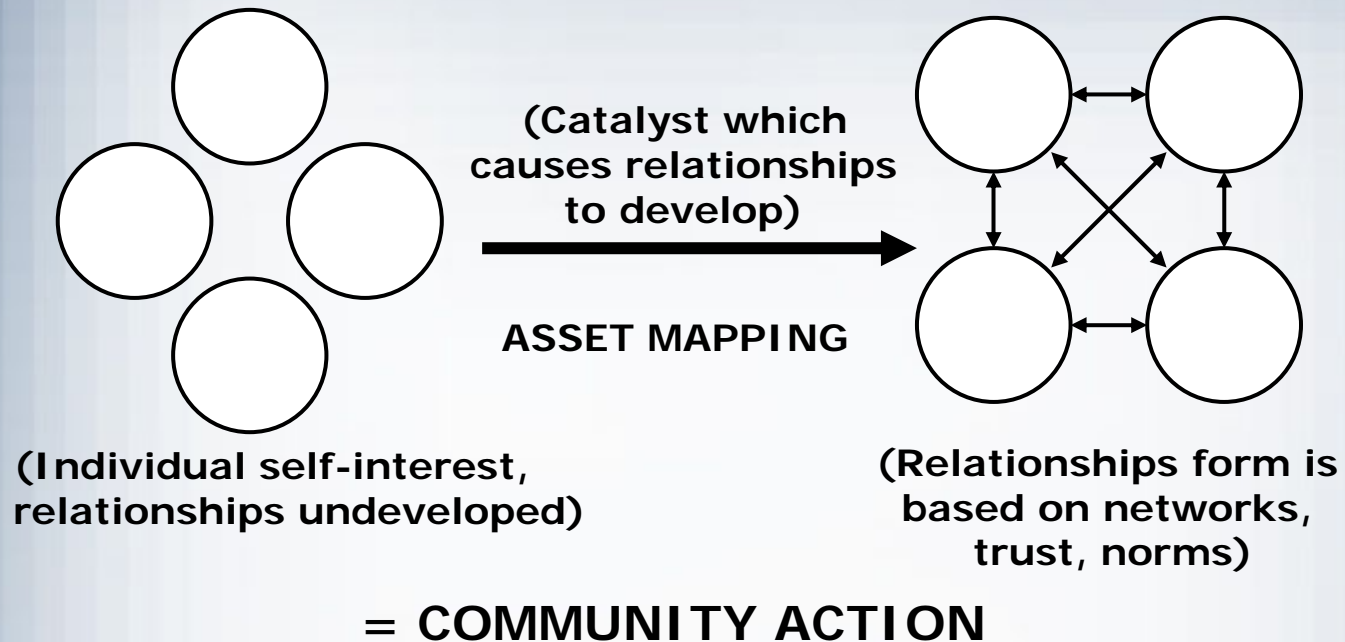 (Catalyst which
causes relationships
to develop)
ASSET MAPPING
(Individual self-interest,
relationships undeveloped)
(Relationships form is
based on networks,
trust, norms)
= COMMUNITY ACTION